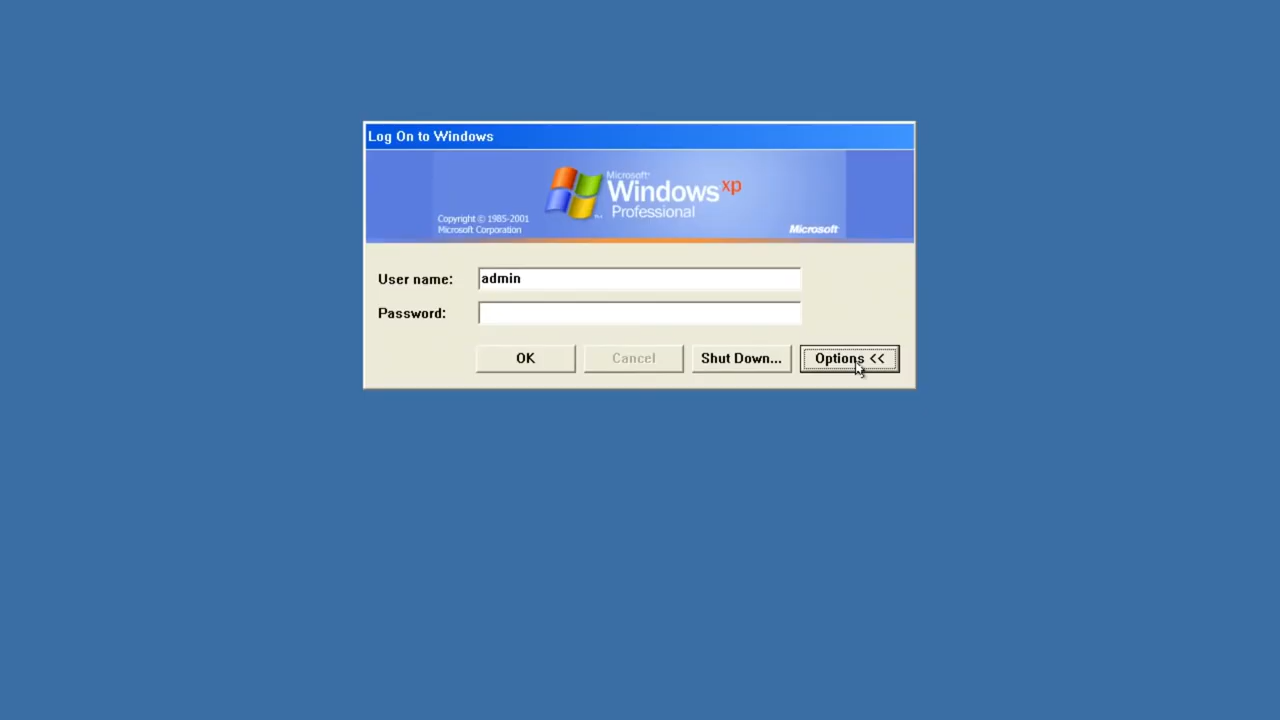 Log On to Windows
Microsoft®
Windows xp
Professional
Copyright © 1985-2001
Microsoft Corporation
Microsoft
User name: admin
Password:
OK Cancel Shut Down... Options <<